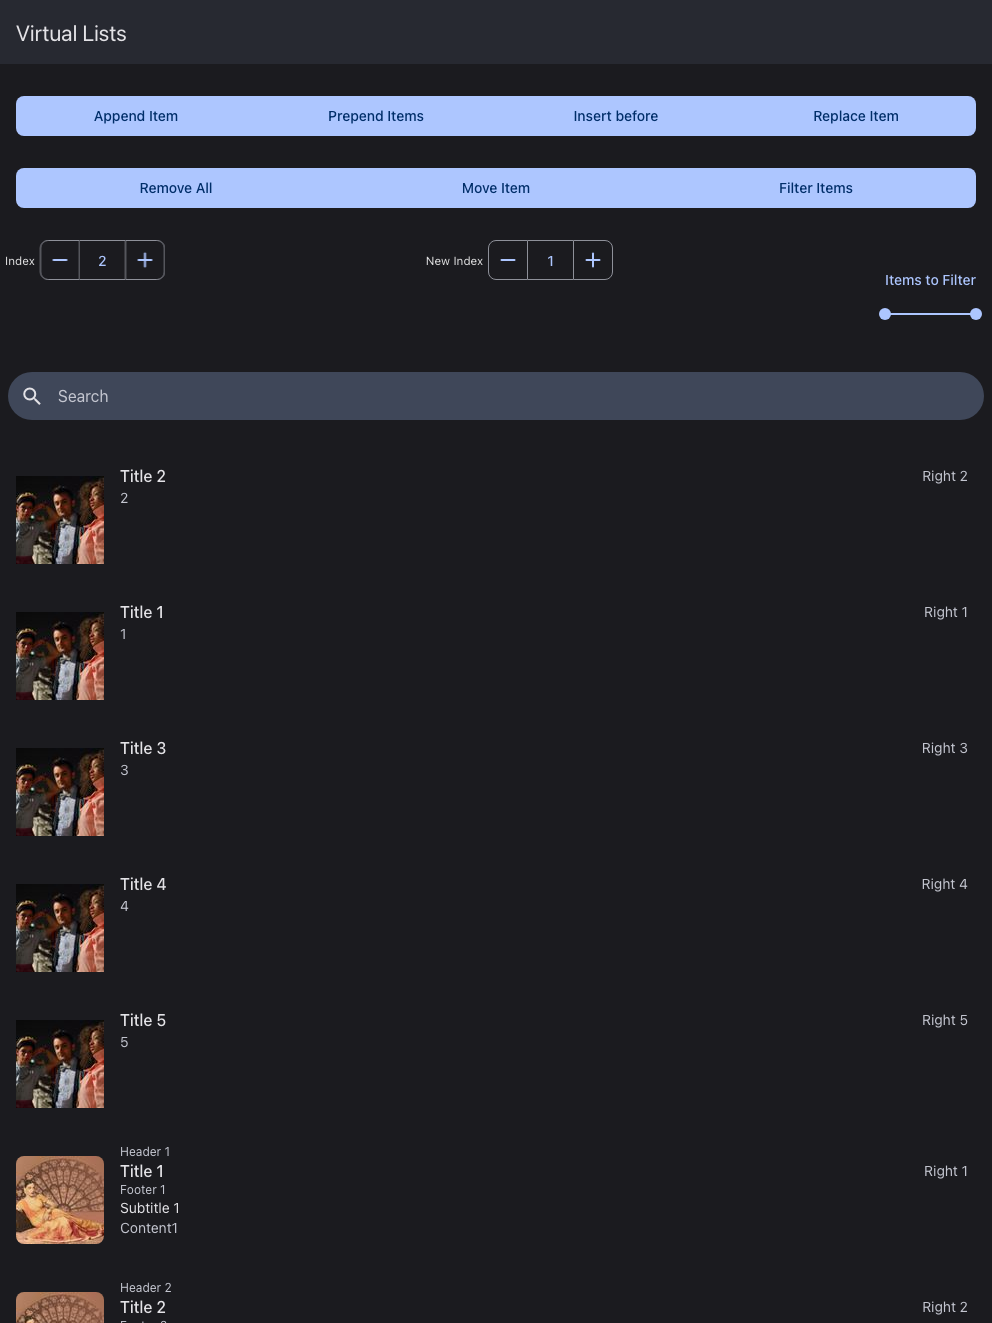 Virtual Lists
Append Item
Prepend Items
Insert before
Replace Item
Remove All
Move Item
Filter Items
Index
2
New Index
1
Items to Filter
Search
Title 2
Right 2
2
Title 1
Right 1
1
Title 3
Right 3
3
Title 4
Right 4
4
Title 5
Right 5
5
Header 1
Title 1
Right 1
Footer 1
Subtitle 1
Content1
Header 2
Title 2
Right 2